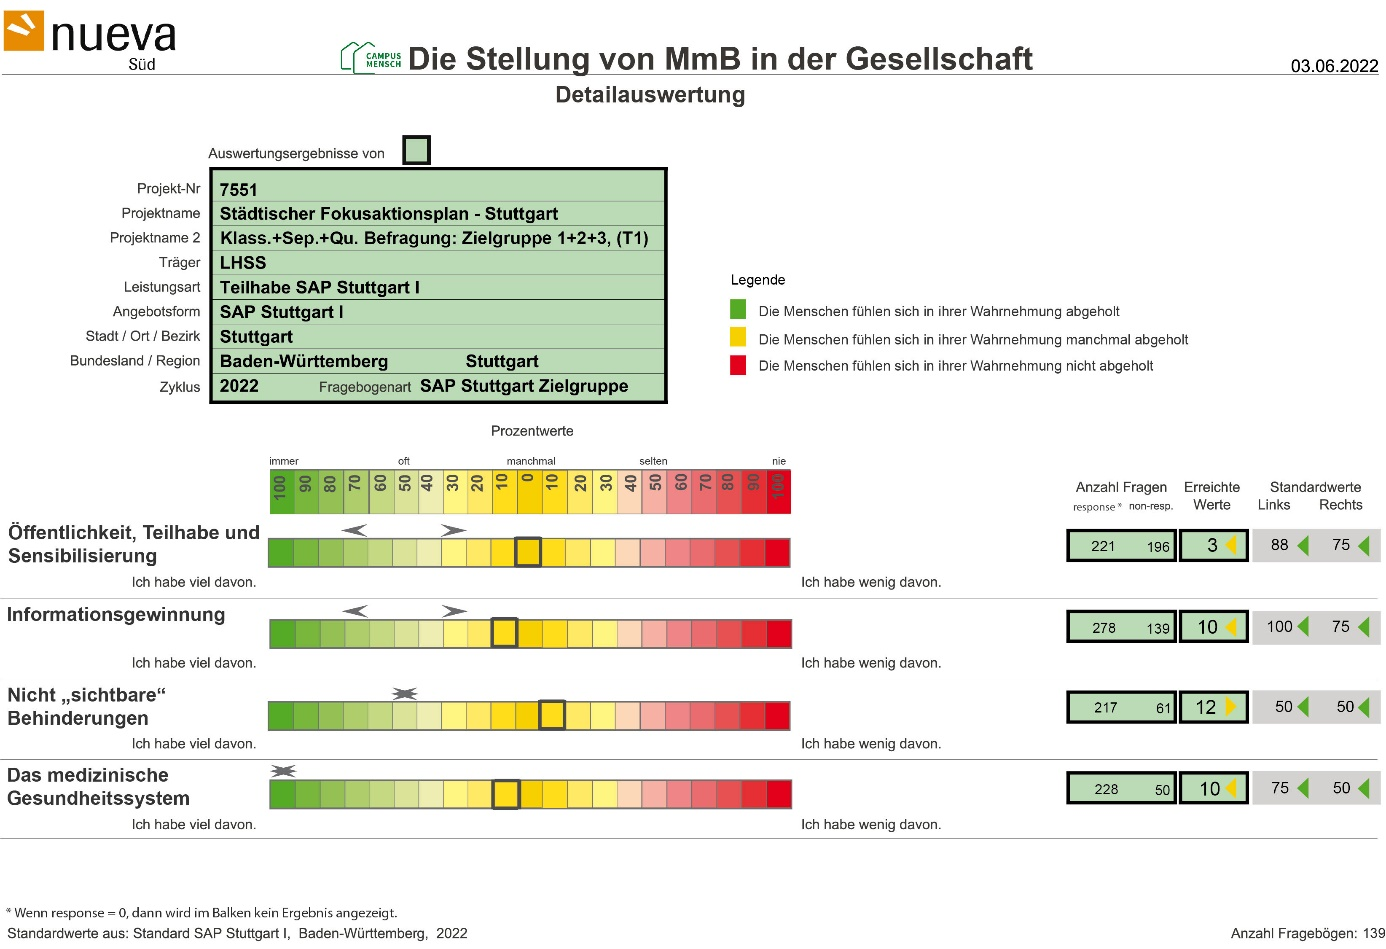 nueva
Süd
CAMPUS
MENSCH
Die Stellung von MmB in der Gesellschaft
03.06.2022
Detailauswertung
Auswertungsergebnisse von
Projekt-Nr 7551
Projektname Städtischer Fokusaktionsplan - Stuttgart
Projektname 2 Klass.+Sep.+Qu. Befragung: Zielgruppe 1+2+3, (T1)
Träger LHSS
Leistungsart Teilhabe SAP Stuttgart I
Angebotsform SAP Stuttgart I
Stadt / Ort / Bezirk Stuttgart
Bundesland / Region Baden-Württemberg Stuttgart
Zyklus 2022 Fragebogenart SAP Stuttgart Zielgruppe
Legende
Die Menschen fühlen sich in ihrer Wahrnehmung abgeholt
Die Menschen fühlen sich in ihrer Wahrnehmung manchmal abgeholt
Die Menschen fühlen sich in ihrer Wahrnehmung nicht abgeholt
Prozentwerte
immer oft manchmal selten nie
100 90 80 70 60 50 40 30 20 10 0 10 20 30 40 50 60 70 80 90 100
Anzahl Fragen Erreichte Standardwerte
response * non-resp. Werte Links Rechts
Öffentlichkeit, Teilhabe und
Sensibilisierung
221 196 3 88 75
Ich habe viel davon. Ich habe wenig davon.
Informationsgewinnung
278 139 10 100 75
Ich habe viel davon. Ich habe wenig davon.
Nicht „sichtbare“
Behinderungen
217 61 12 50 50
Ich habe viel davon. Ich habe wenig davon.
Das medizinische
Gesundheitssystem
228 50 10 75 50
Ich habe viel davon. Ich habe wenig davon.
* Wenn response = 0, dann wird im Balken kein Ergebnis angezeigt.
Standardwerte aus: Standard SAP Stuttgart I, Baden-Württemberg, 2022
Anzahl Fragebögen: 139